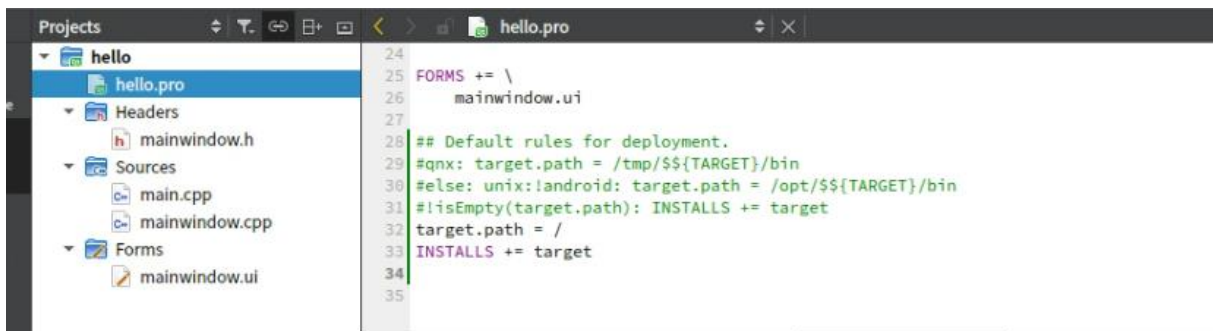 Projects
hello.pro
hello
hello.pro
Headers
h mainwindow.h
Sources
c++ main.cpp
c++ mainwindow.cpp
Forms
mainwindow.ui
24
25 FORMS += \
26 mainwindow.ui
27
28 ## Default rules for deployment.
29 #qnx: target.path = /tmp/$${TARGET}/bin
30 #else: unix:!android: target.path = /opt/$${TARGET}/bin
31 #!isEmpty(target.path): INSTALLS += target
32 target.path = /
33 INSTALLS += target
34
35